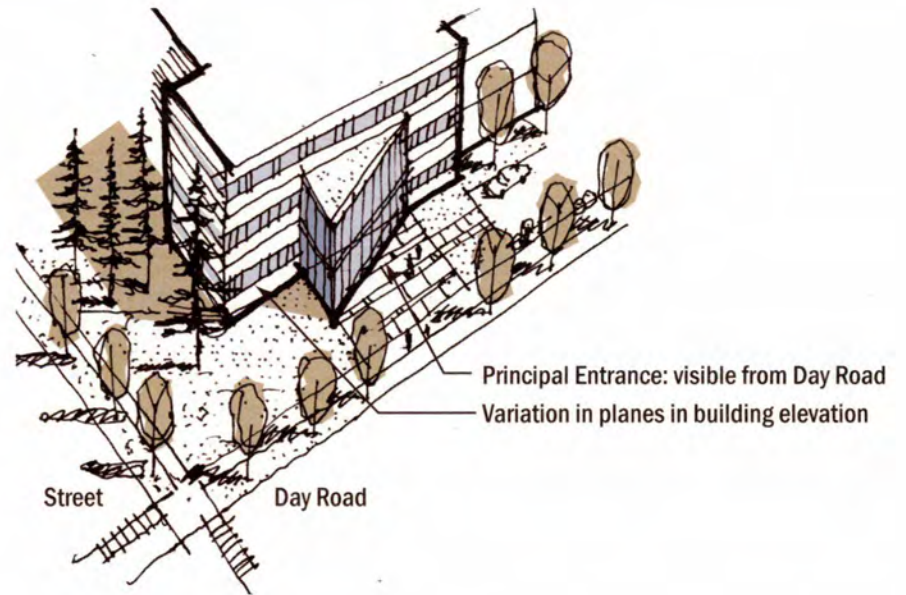 Principal Entrance: visible from Day Road
Variation in planes in building elevation
Street
Day Road